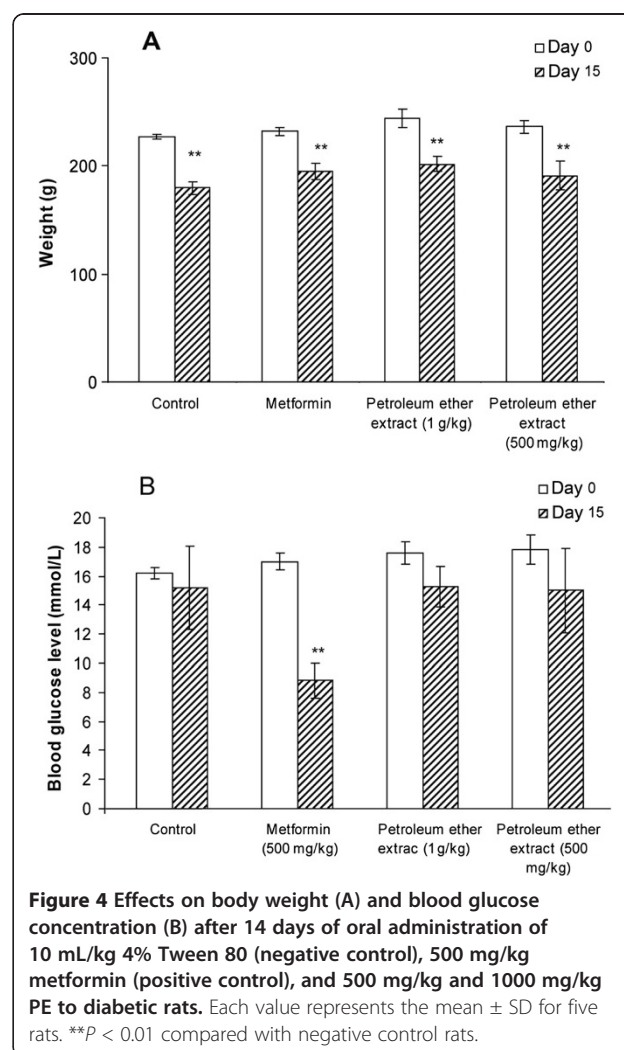 A
Day 0
Day 15
300
200
100
0
Weight (g)
**
**
**
**
Control
Metformin
Petroleum ether
extract (1 g/kg)
Petroleum ether
extract
(500 mg/kg)
B
Day 0
Day 15
20
18
16
14
12
10
8
6
4
2
0
Blood glucose level (mmol/L)
**
Control
Metformin
(500 mg/kg)
Petroleum ether
extrac (1g/kg)
Petroleum ether
extract (500
mg/kg)
Figure 4 Effects on body weight (A) and blood glucose
concentration (B) after 14 days of oral administration of
10 mL/kg 4% Tween 80 (negative control), 500 mg/kg
metformin (positive control), and 500 mg/kg and 1000 mg/kg
PE to diabetic rats. Each value represents the mean ± SD for five
rats. **P < 0.01 compared with negative control rats.